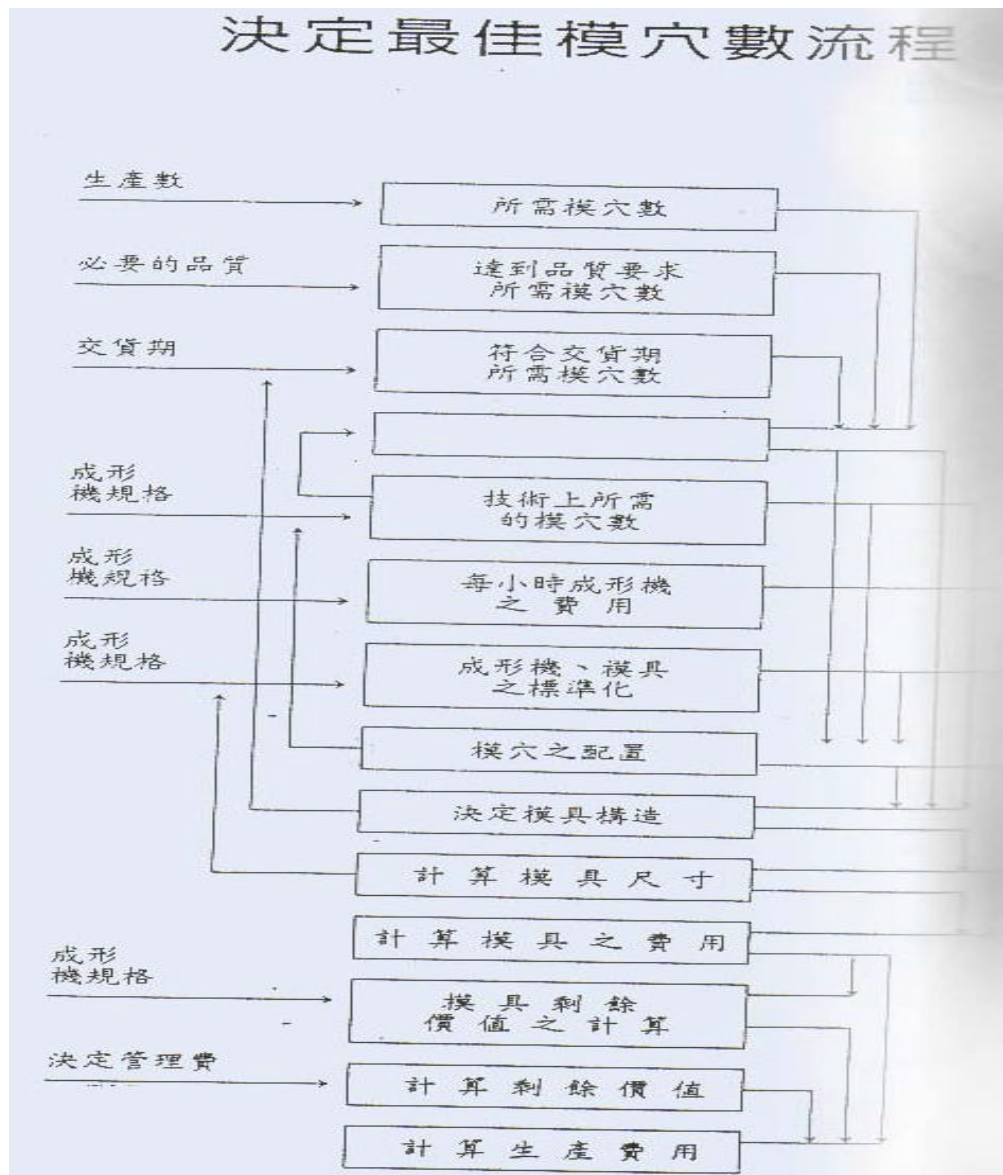 決定最佳模穴數流程
生產數
所需模穴數
必要的品質
達到品質要求
所需模穴數
交貨期
符合交貨期
所需模穴數
成形
機規格
技術上所需
的模穴數
成形
機規格
每小時成形機
之費用
成形
機規格
成形機、模具
之標準化
模穴之配置
決定模具構造
計算模具尺寸
計算模具之費用
成形
機規格
模具剩餘
價值之計算
決定管理費
計算剩餘價值
計算生產費用